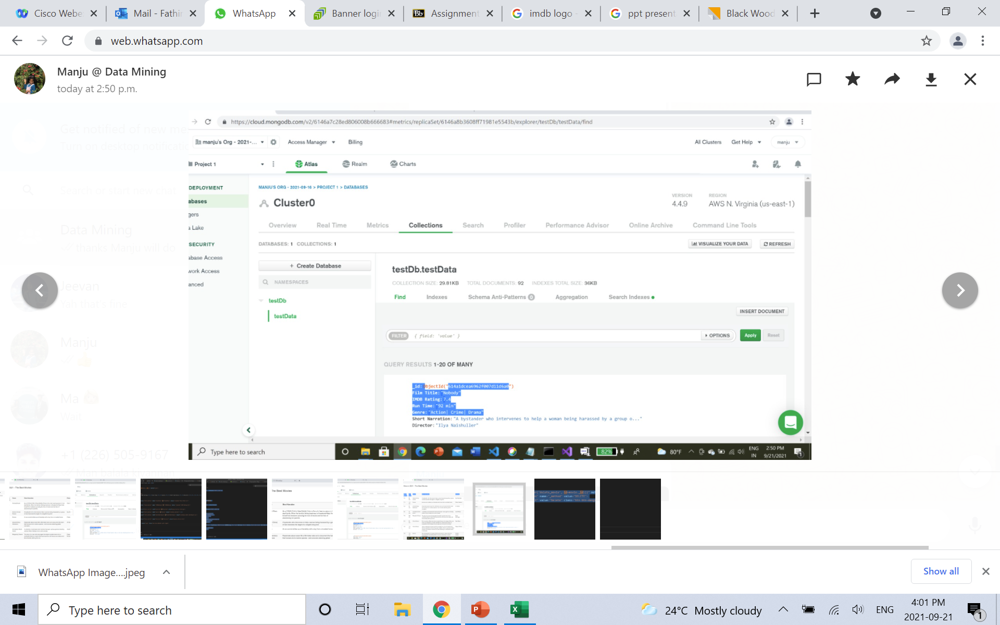 Cisco Webe
Mail - Fathir
WhatsApp
Banner login
Assignment
imdb logo -
ppt present
Black Wood
web.whatsapp.com
Manju @ Data Mining
today at 2:50 p.m.
Get notified of new me
Turn on desktop notificatio
Search or start new chat
Data Mining
thanks Manju will do
Jeevan
Yah that's fine
Manju
Ma
Wait
+1 (226) 505-9167
https://cloud.mongodb.com/v2/6146a7c28ed806008b666683#metrics/replicaSet/6146a8b3608ff71981e5543b/explorer/testDb/testData/find
manju's Org - 2021-...
Access Manager
Billing
All Clusters
Get Help
manju
Project 1
Atlas
Realm
Charts
DEPLOYMENT
abases
gers
a Lake
SECURITY
abase Access
work Access
anced
MANJU'S ORG - 2021-09-16 > PROJECT 1 > DATABASES
Cluster0
VERSION
4.4.9
REGION
AWS N. Virginia (us-east-1)
Overview
Real Time
Metrics
Collections
Search
Profiler
Performance Advisor
Online Archive
Command Line Tools
DATABASES: 1 COLLECTIONS: 1
VISUALIZE YOUR DATA
REFRESH
+ Create Database
NAMESPACES
testDb
testData
testDb.testData
COLLECTION SIZE: 29.81KB TOTAL DOCUMENTS: 92 INDEXES TOTAL SIZE: 36KB
Find
Indexes
Schema Anti-Patterns 0
Aggregation
Search Indexes
INSERT DOCUMENT
FILTER { field: 'value' }
OPTIONS
Apply
Reset
QUERY RESULTS 1-20 OF MANY
_id: ObjectId("614a1dcea6962f007d11d6a0")
Film Title: "Nobody"
IMDB Rating: 7.4
Run Time: "92 min"
Genre: "Action| Crime| Drama"
Short Narration: "A bystander who intervenes to help a woman being harassed by a group o..."
Director: "Ilya Naishuller"
Type here to search
82%
80°F
ENG
IN
2:50 PM
9/21/2021
WhatsApp Image....jpeg
Show all
Type here to search
24°C Mostly cloudy
ENG
4:01 PM
2021-09-21
1